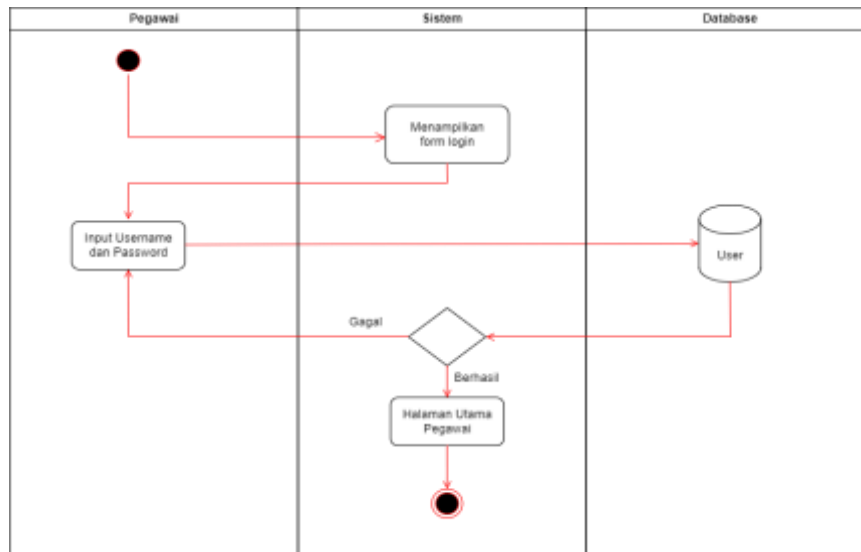 Pegawai
Sistem
Database
Menampilkan
form login
Input Username
dan Password
User
Gagal
Berhasil
Halaman Utama
Pegawai